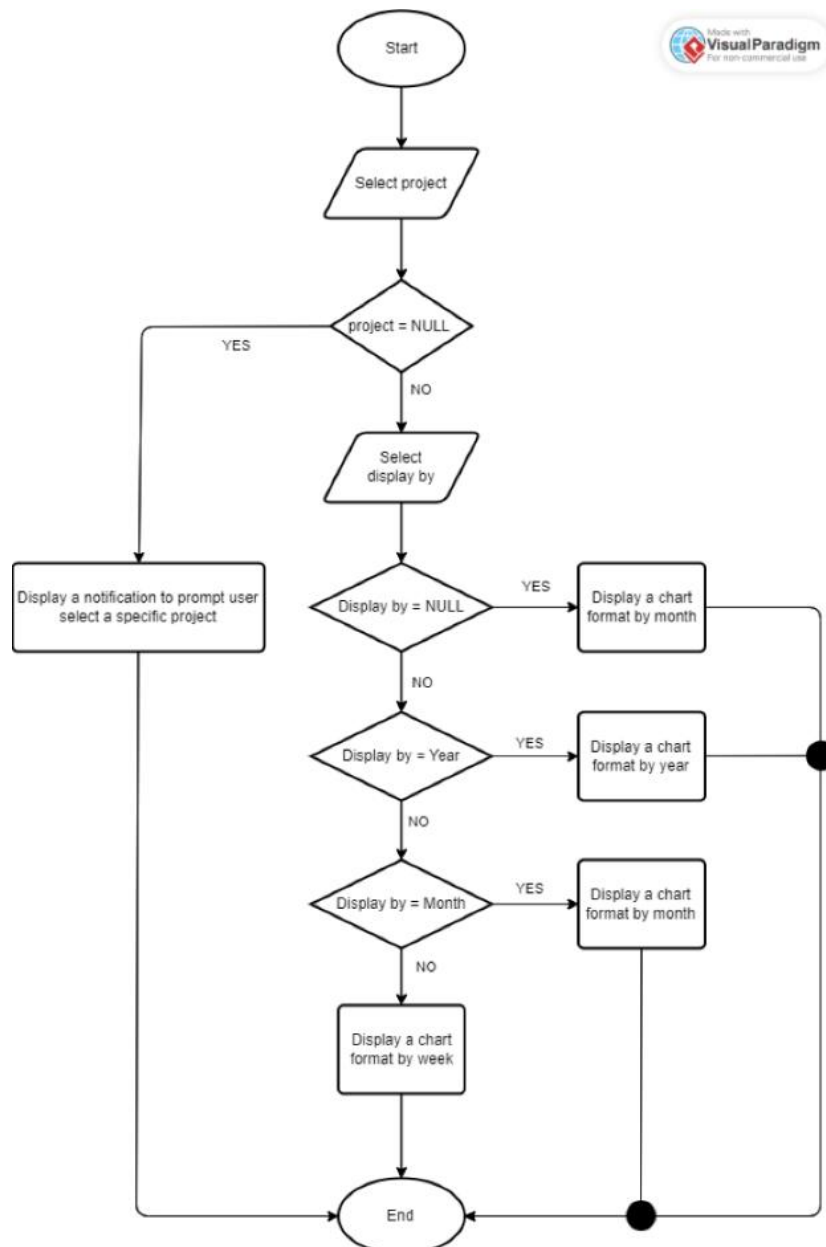 Start
Made with
VisualParadigm
For non-commercial use
Select project
project = NULL
YES
NO
Select
display by
Display a notification to prompt user
select a specific project
Display by = NULL
YES
Display a chart
format by month
NO
Display by = Year
YES
Display a chart
format by year
NO
Display by = Month
YES
Display a chart
format by month
NO
Display a chart
format by week
End